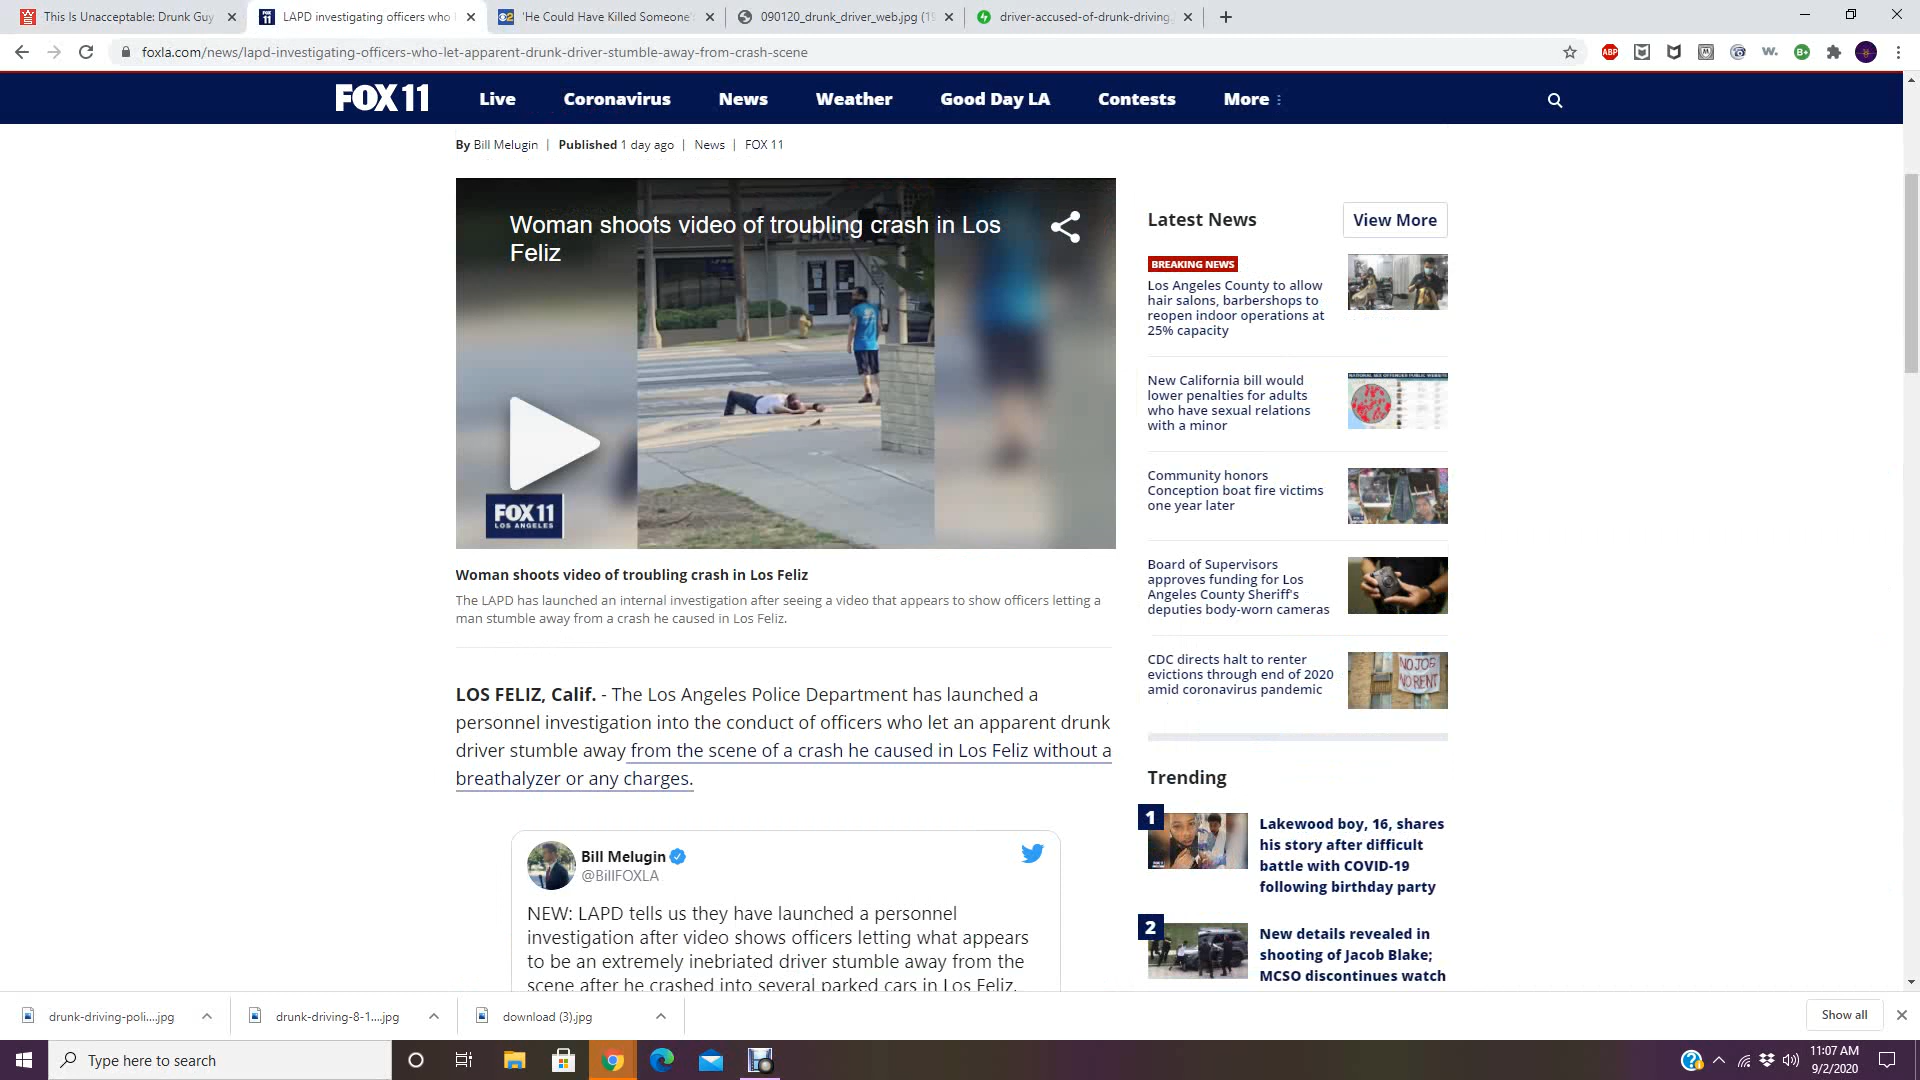 This Is Unacceptable: Drunk Guy
LAPD investigating officers who
'He Could Have Killed Someone'
090120_drunk_driver_web.jpg (19
driver-accused-of-drunk-driving.
foxla.com/news/lapd-investigating-officers-who-let-apparent-drunk-driver-stumble-away-from-crash-scene
ABP
W.
B+
FOX 11 Live Coronavirus News Weather Good Day LA Contests More
By Bill Melugin | Published 1 day ago | News | FOX 11
Woman shoots video of troubling crash in Los
Feliz
FOX 11
LOS ANGELES
Woman shoots video of troubling crash in Los Feliz
The LAPD has launched an internal investigation after seeing a video that appears to show officers letting a
man stumble away from a crash he caused in Los Feliz.
LOS FELIZ, Calif. - The Los Angeles Police Department has launched a
personnel investigation into the conduct of officers who let an apparent drunk
driver stumble away from the scene of a crash he caused in Los Feliz without a
breathalyzer or any charges.
Bill Melugin
@BillFOXLA
NEW: LAPD tells us they have launched a personnel
investigation after video shows officers letting what appears
to be an extremely inebriated driver stumble away from the
scene after he crashed into several parked cars in Los Feliz.
Latest News
View More
BREAKING NEWS
Los Angeles County to allow
hair salons, barbershops to
reopen indoor operations at
25% capacity
New California bill would
lower penalties for adults
who have sexual relations
with a minor
NATIONAL SEX OFFENDER PUBLIC WEBSITE
Community honors
Conception boat fire victims
one year later
Board of Supervisors
approves funding for Los
Angeles County Sheriff's
deputies body-worn cameras
CDC directs halt to renter
evictions through end of 2020
amid coronavirus pandemic
NO JOB
NO RENT
Trending
1
Lakewood boy, 16, shares
his story after difficult
battle with COVID-19
following birthday party
2
New details revealed in
shooting of Jacob Blake;
MCSO discontinues watch
drunk-driving-poli....jpg
drunk-driving-8-1....jpg
download (3).jpg
Show all
Type here to search
11:07 AM
9/2/2020